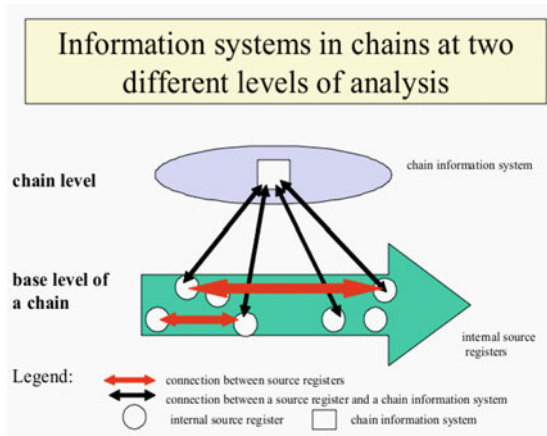 Information systems in chains at two
different levels of analysis
chain level
chain information system
base level of
a chain
internal source
registers
Legend:
connection between source registers
connection between a source register and a chain information system
internal source register
chain information system